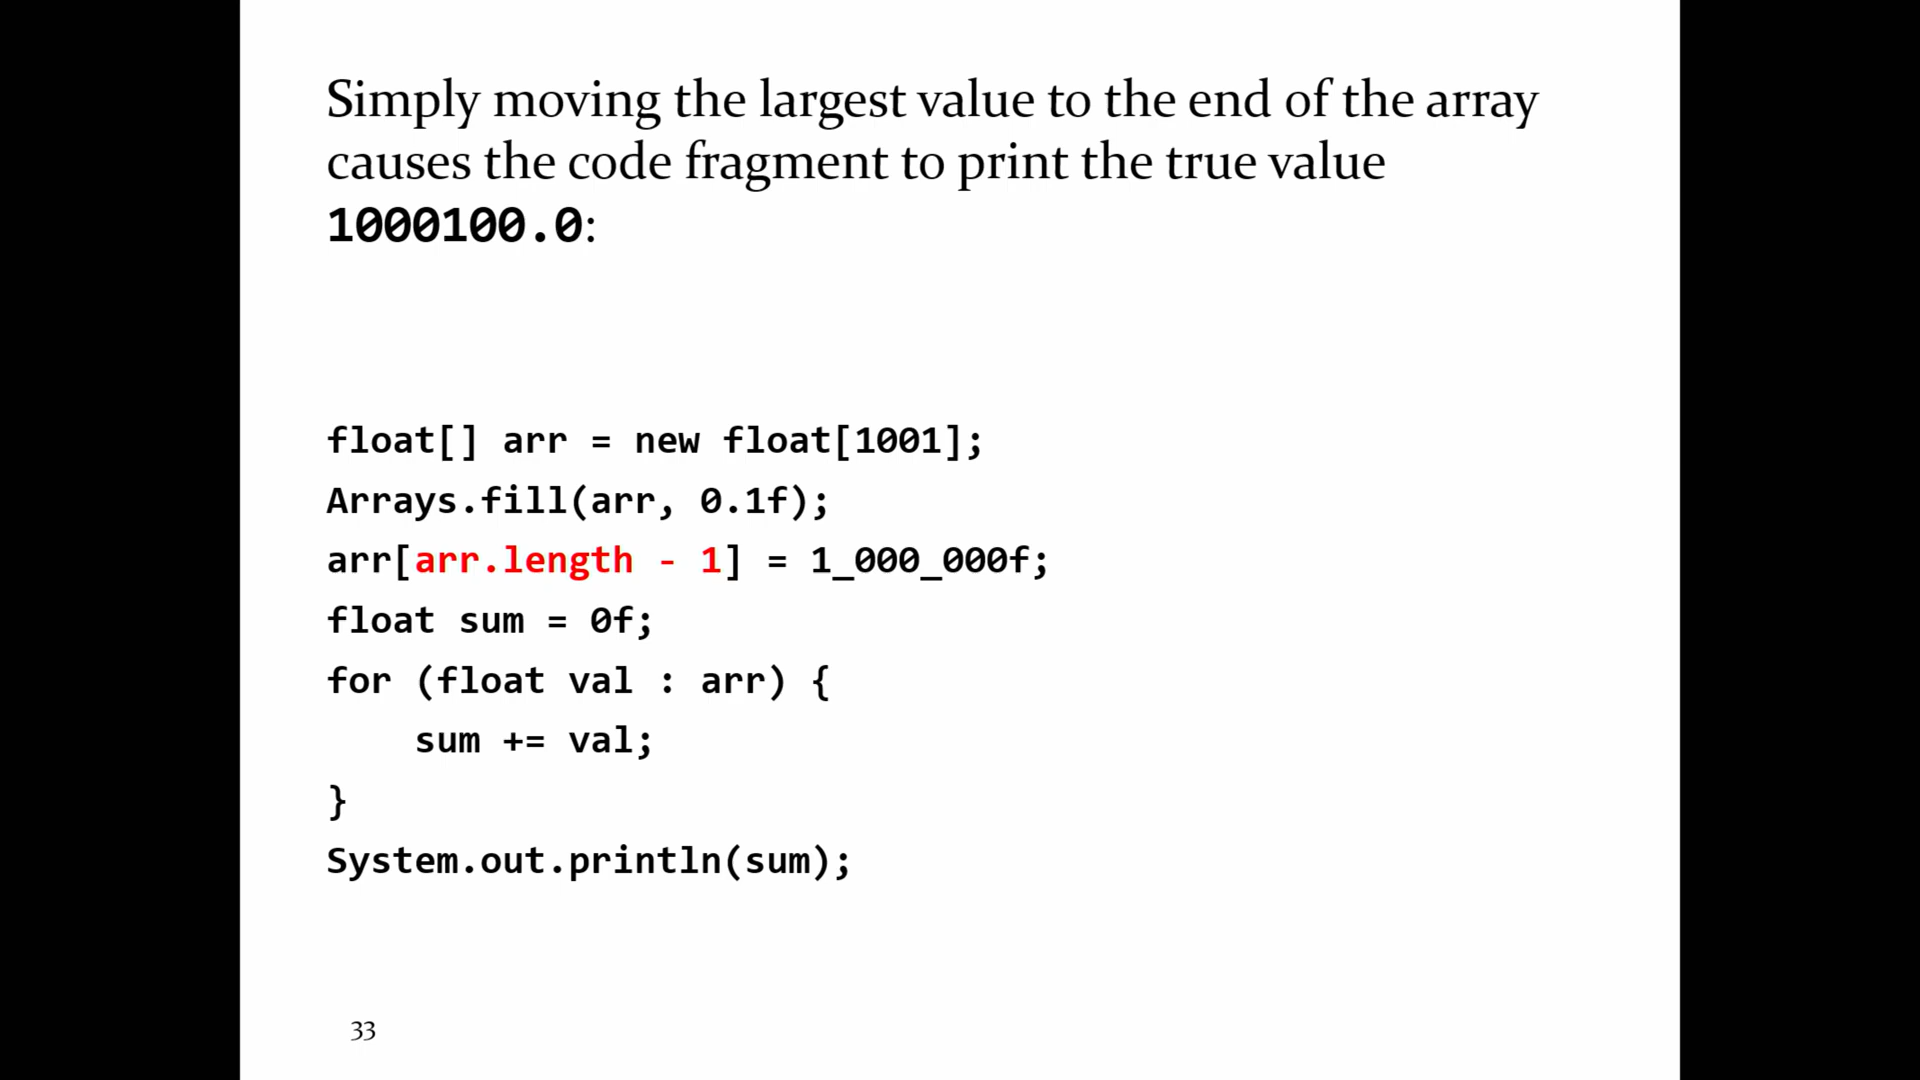 Simply moving the largest value to the end of the array
causes the code fragment to print the true value
1000100.0:
float[] arr = new float[1001];
Arrays.fill(arr, 0.1f);
arr[arr.length - 1] = 1_000_000f;
float sum = 0f;
for (float val : arr) {
    sum += val;
}
System.out.println(sum);
33